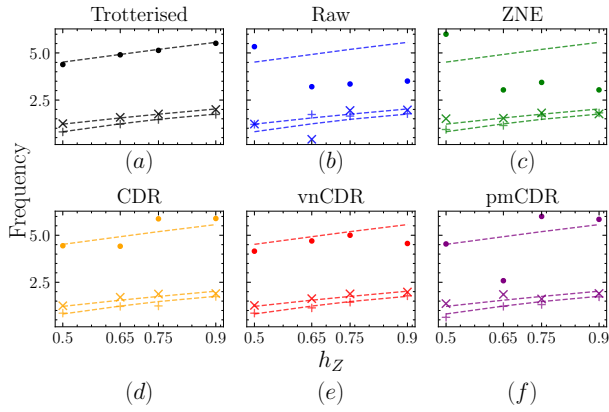 Trotterised Raw ZNE
5.0
2.5
(a) (b) (c)
Frequency
CDR vnCDR pmCDR
5.0
2.5
0.5 0.65 0.75 0.9 0.5 0.65 0.75 0.9 0.5 0.65 0.75 0.9
h_Z
(d) (e) (f)